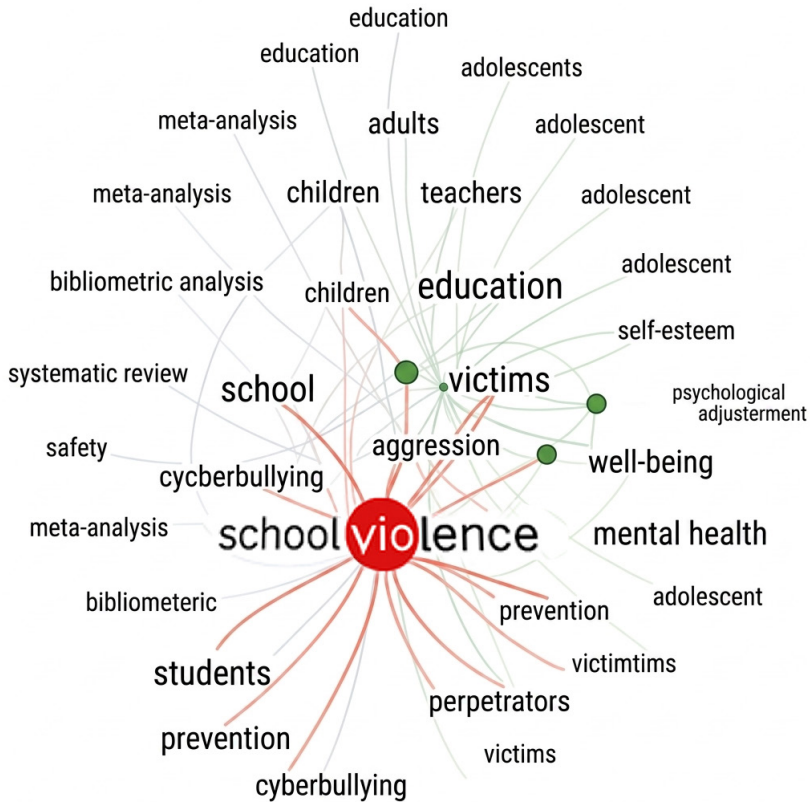 education
education
adolescents
meta-analysis
adults
adolescent
meta-analysis
children
teachers
adolescent
bibliometric analysis
children
education
adolescent
self-esteem
systematic review
school
victims
psychological
adjusterment
safety
cycberbullying
aggression
well-being
meta-analysis
school violence
mental health
bibliometeric
prevention
adolescent
students
victimtims
perpetrators
prevention
victims
cyberbullying